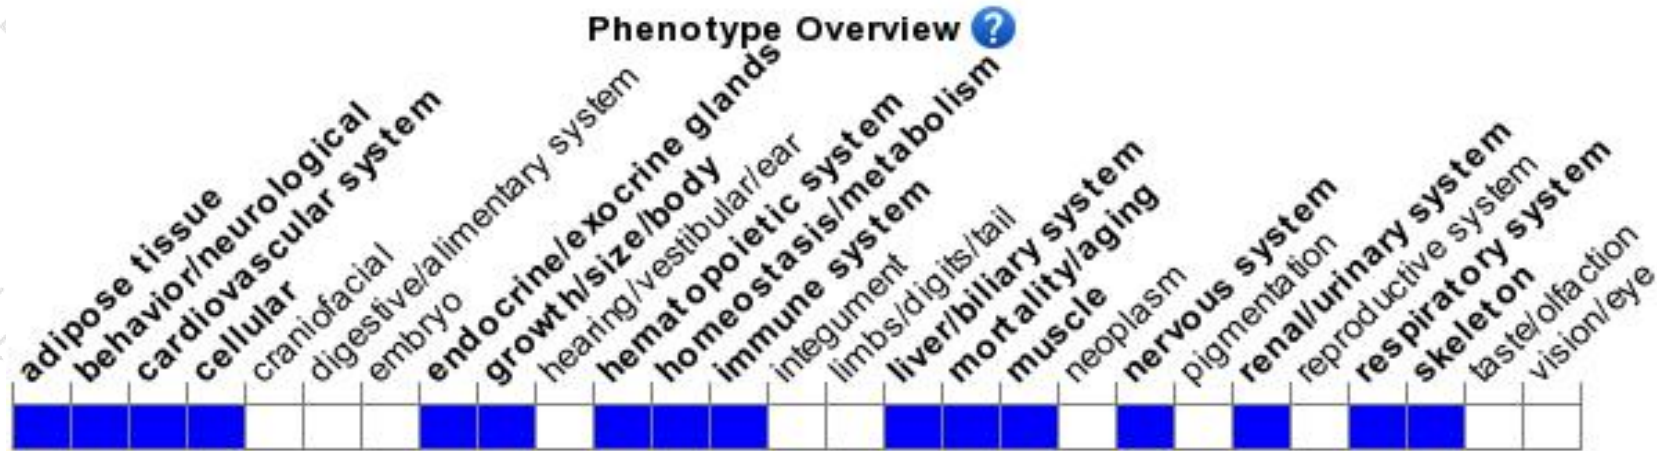 Phenotype Overview ?
adipose tissue
behavior/neurological
cardiovascular system
cellular
craniofacial
digestive/alimentary system
embryo
endocrine/exocrine glands
growth/size/body
hearing/vestibular/ear
hematopoietic system
homeostasis/metabolism
immune system
integument
limbs/digits/tail
liver/biliary system
mortality/aging
muscle
neoplasm
nervous system
pigmentation
renal/urinary system
reproductive system
respiratory system
skeleton
taste/olfaction
vision/eye